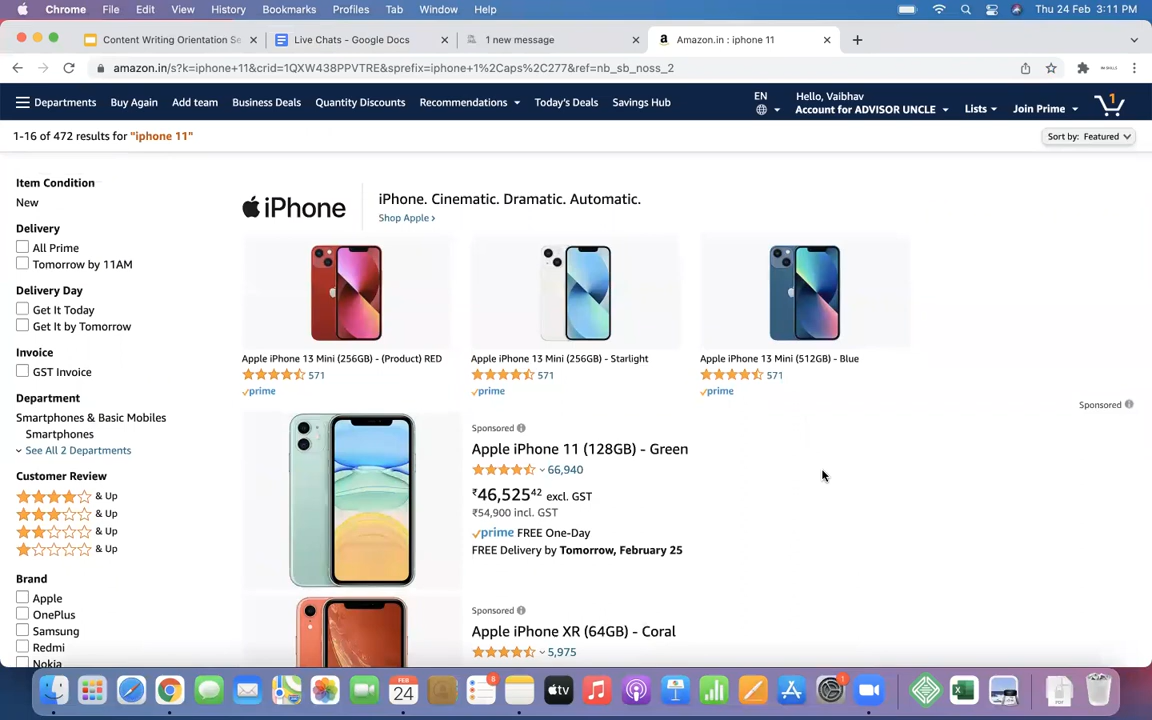 Chrome File Edit View History Bookmarks Profiles Tab Window Help Thu 24 Feb 3:11 PM
Content Writing Orientation Se Live Chats - Google Docs 1 new message Amazon.in : iphone 11
amazon.in/s?k=iphone+11&crid=1QXW438PPVTRE&sprefix=iphone+1%2Caps%2C277&ref=nb_sb_noss_2
Departments Buy Again Add team Business Deals Quantity Discounts Recommendations Today's Deals Savings Hub EN Hello, Vaibhav Account for ADVISOR UNCLE Lists Join Prime 1
1-16 of 472 results for "iphone 11" Sort by: Featured
Item Condition
New
Delivery
All Prime
Tomorrow by 11AM
Delivery Day
Get It Today
Get It by Tomorrow
Invoice
GST Invoice
Department
Smartphones & Basic Mobiles
Smartphones
See All 2 Departments
Customer Review
& Up
& Up
& Up
& Up
Brand
Apple
OnePlus
Samsung
Redmi
Nokia
iPhone
iPhone. Cinematic. Dramatic. Automatic.
Shop Apple ›
Apple iPhone 13 Mini (256GB) - (Product) RED
571
prime
Apple iPhone 13 Mini (256GB) - Starlight
571
prime
Apple iPhone 13 Mini (512GB) - Blue
571
prime
Sponsored
Sponsored
Apple iPhone 11 (128GB) - Green
66,940
₹46,525⁴² excl. GST
₹54,900 incl. GST
prime FREE One-Day
FREE Delivery by Tomorrow, February 25
Sponsored
Apple iPhone XR (64GB) - Coral
5,975
FEB
24
8
tv
1